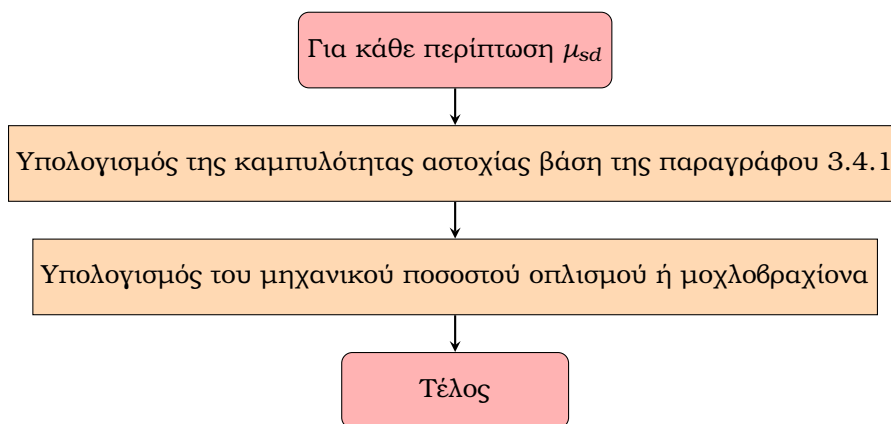 Για κάθε περίπτωση μsd
Υπολογισμός της καμπυλότητας αστοχίας βάση της παραγράφου 3.4.1
Υπολογισμός του μηχανικού ποσοστού οπλισμού ή μοχλοβραχίονα
Τέλος